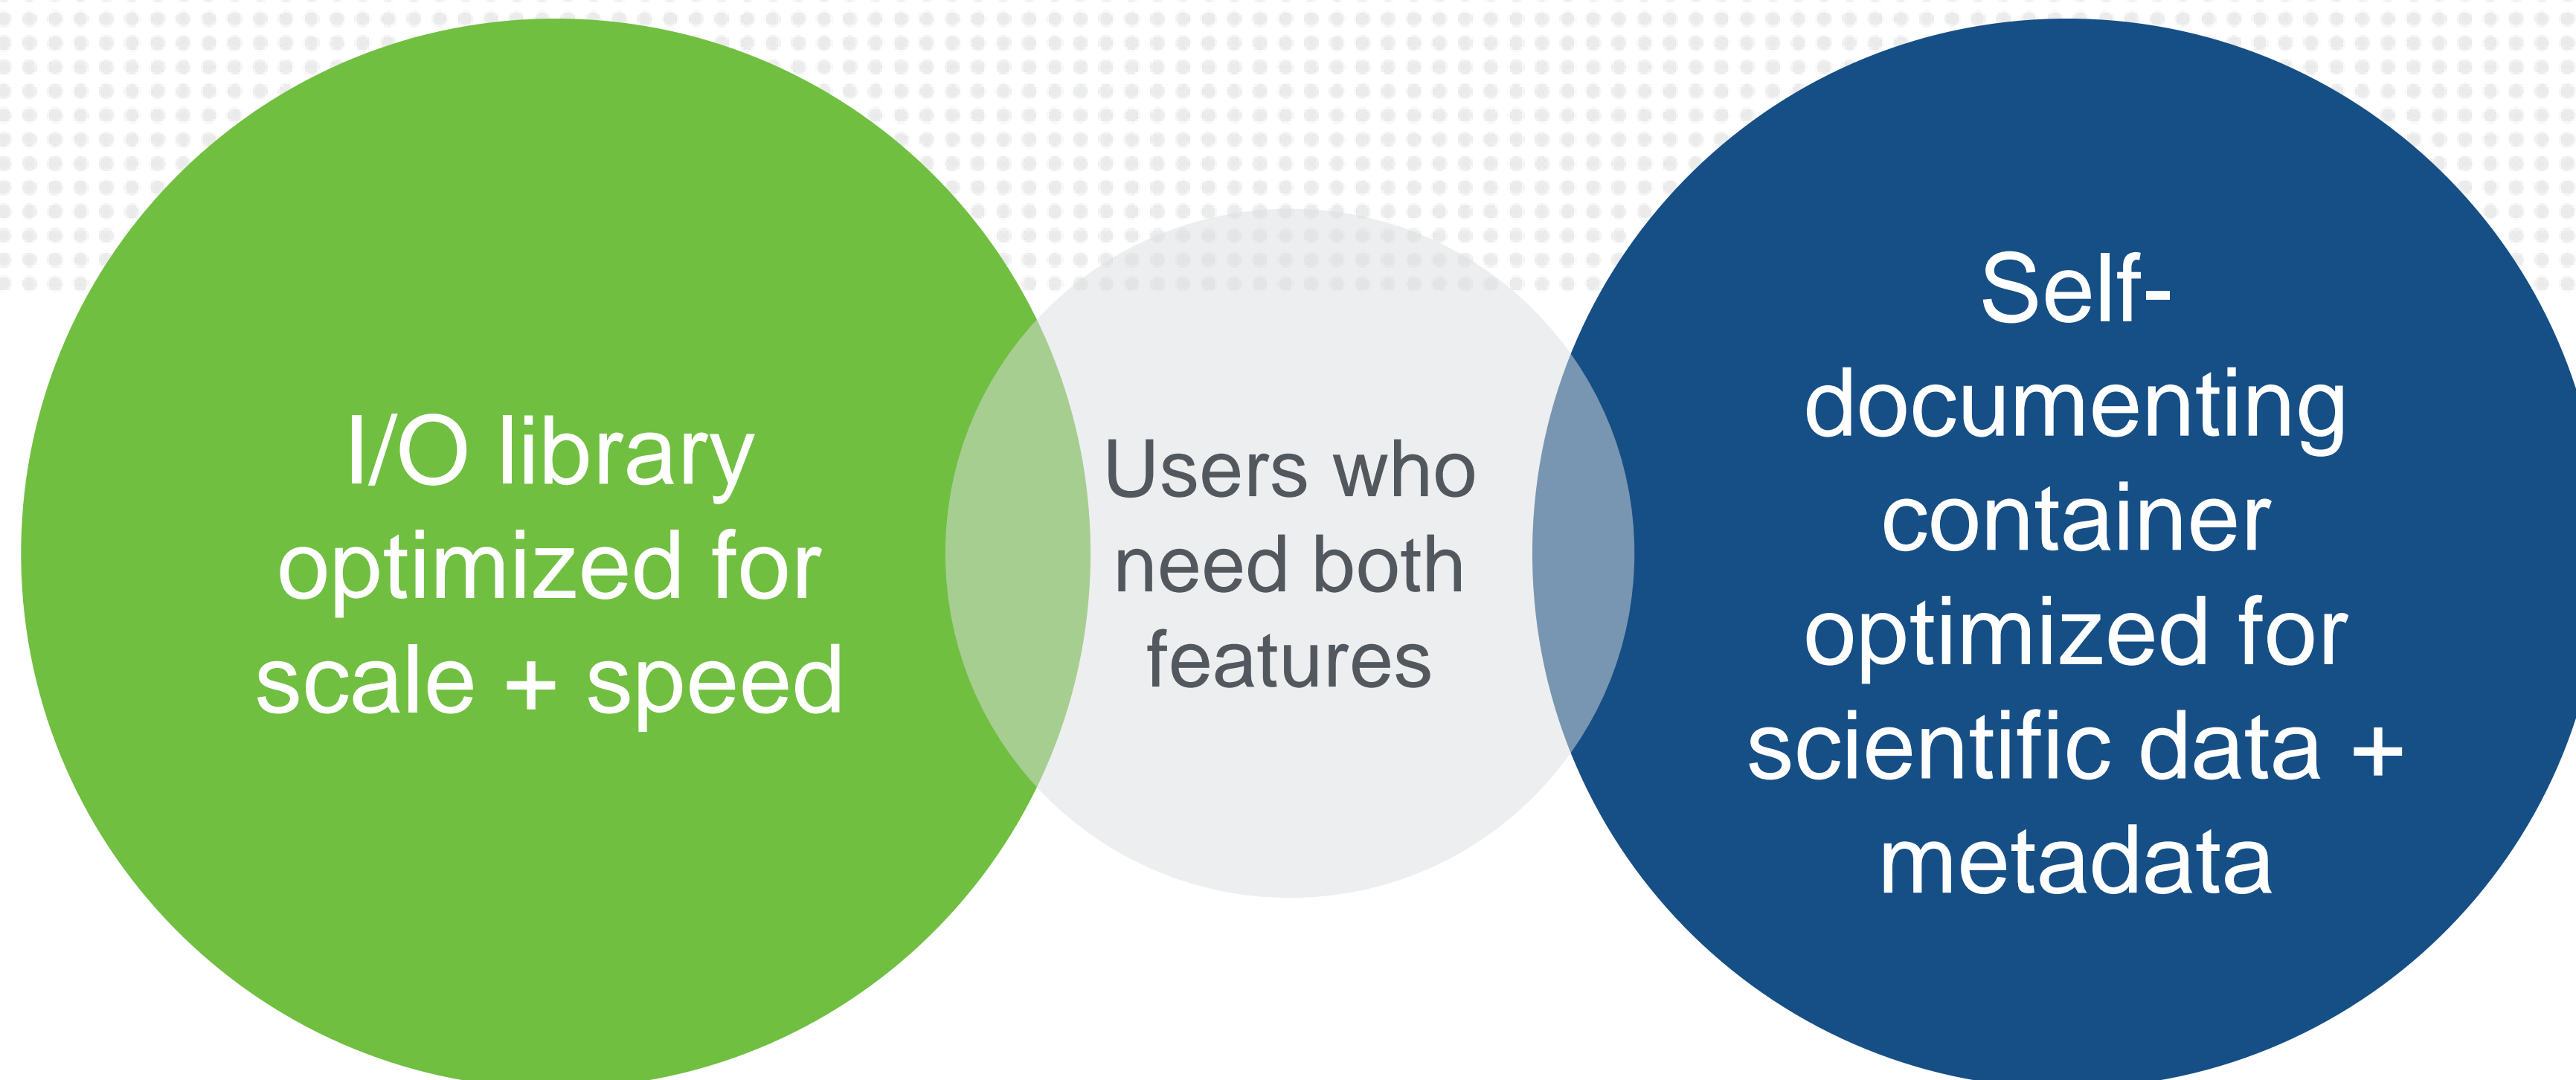 I/O library
optimized for
scale + speed
Users who
need both
features
Self-
documenting
container
optimized for
scientific data +
metadata